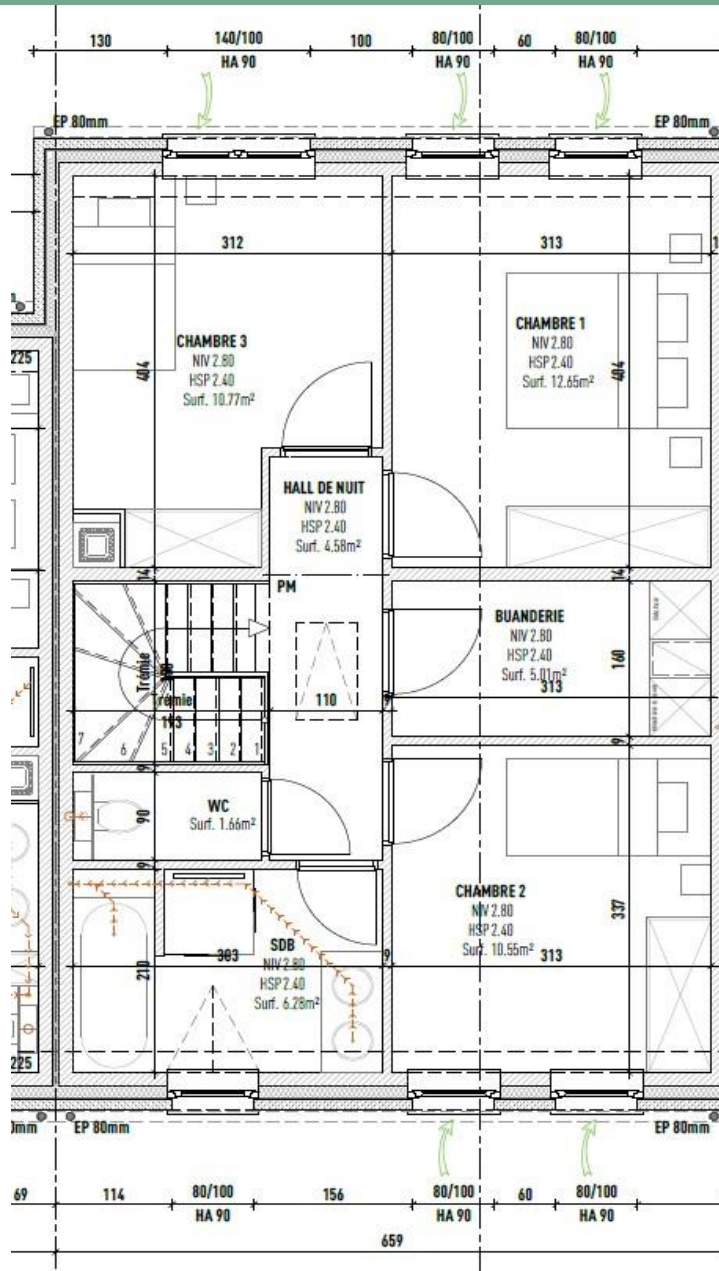 130
140/100
100
80/100
60
80/100
HA 90
HA 90
HA 90
EP 80mm
EP 80mm
312
313
CHAMBRE 3
NIV 2.80
HSP 2.40
Surf. 10.77m²
404
CHAMBRE 1
NIV 2.80
HSP 2.40
Surf. 12.65m²
404
225
HALL DE NUIT
NIV 2.80
HSP 2.40
Surf. 4.58m²
14
14
PM
BUANDERIE
NIV 2.80
HSP 2.40
Surf. 5.01m²
313
160
Trémie
Trémie
193
110
9
7
6
5
4
3
2
1
9
9
WC
Surf. 1.66m²
90
9
CHAMBRE 2
NIV 2.80
HSP 2.40
Surf. 10.55m²
337
313
SDB
NIV 2.80
HSP 2.40
Surf. 6.28m²
303
9
210
225
EP 80mm
EP 80mm
69
114
80/100
156
80/100
60
80/100
HA 90
HA 90
HA 90
659